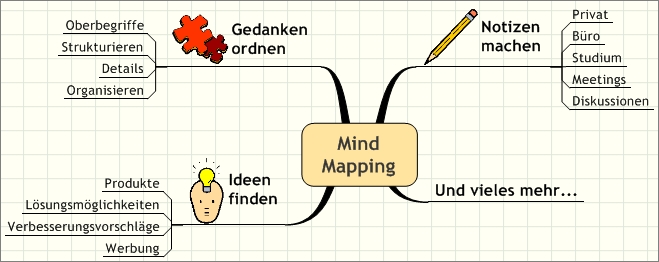 Oberbegriffe
Strukturieren
Details
Organisieren
Gedanken
ordnen
Notizen
machen
Privat
Büro
Studium
Meetings
Diskussionen
Mind
Mapping
Produkte
Lösungsmöglichkeiten
Verbesserungsvorschläge
Werbung
Ideen
finden
Und vieles mehr...